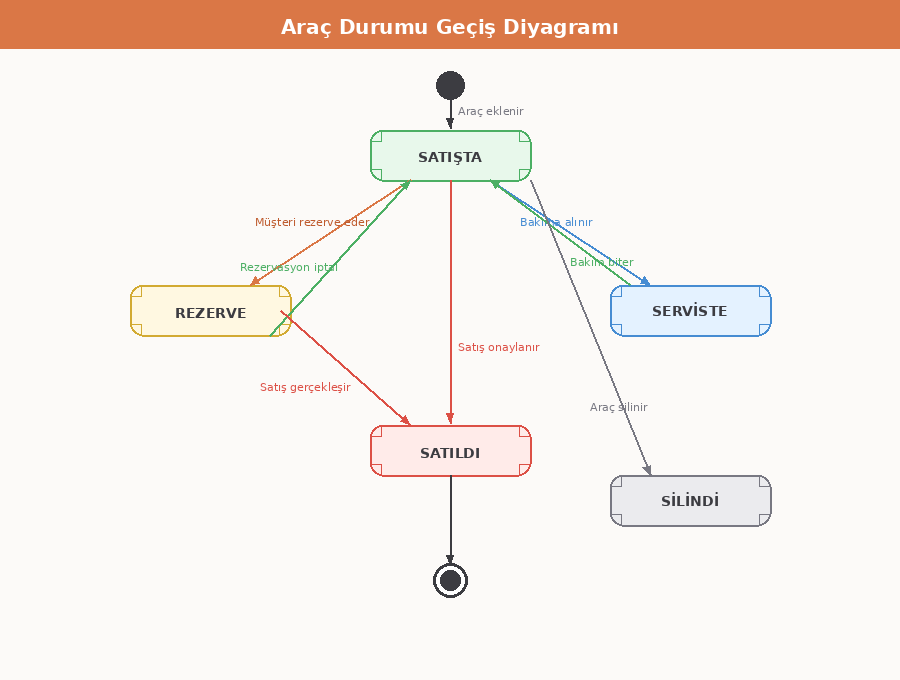 Araç Durumu Geçiş Diyagramı
Araç eklenir
SATIŞTA
Müşteri rezerve eder
Bakıma alınır
Rezervasyon iptal
Bakım biter
REZERVE
SERVİSTE
Satış onaylanır
Satış gerçekleşir
Araç silinir
SATILDI
SİLİNDİ